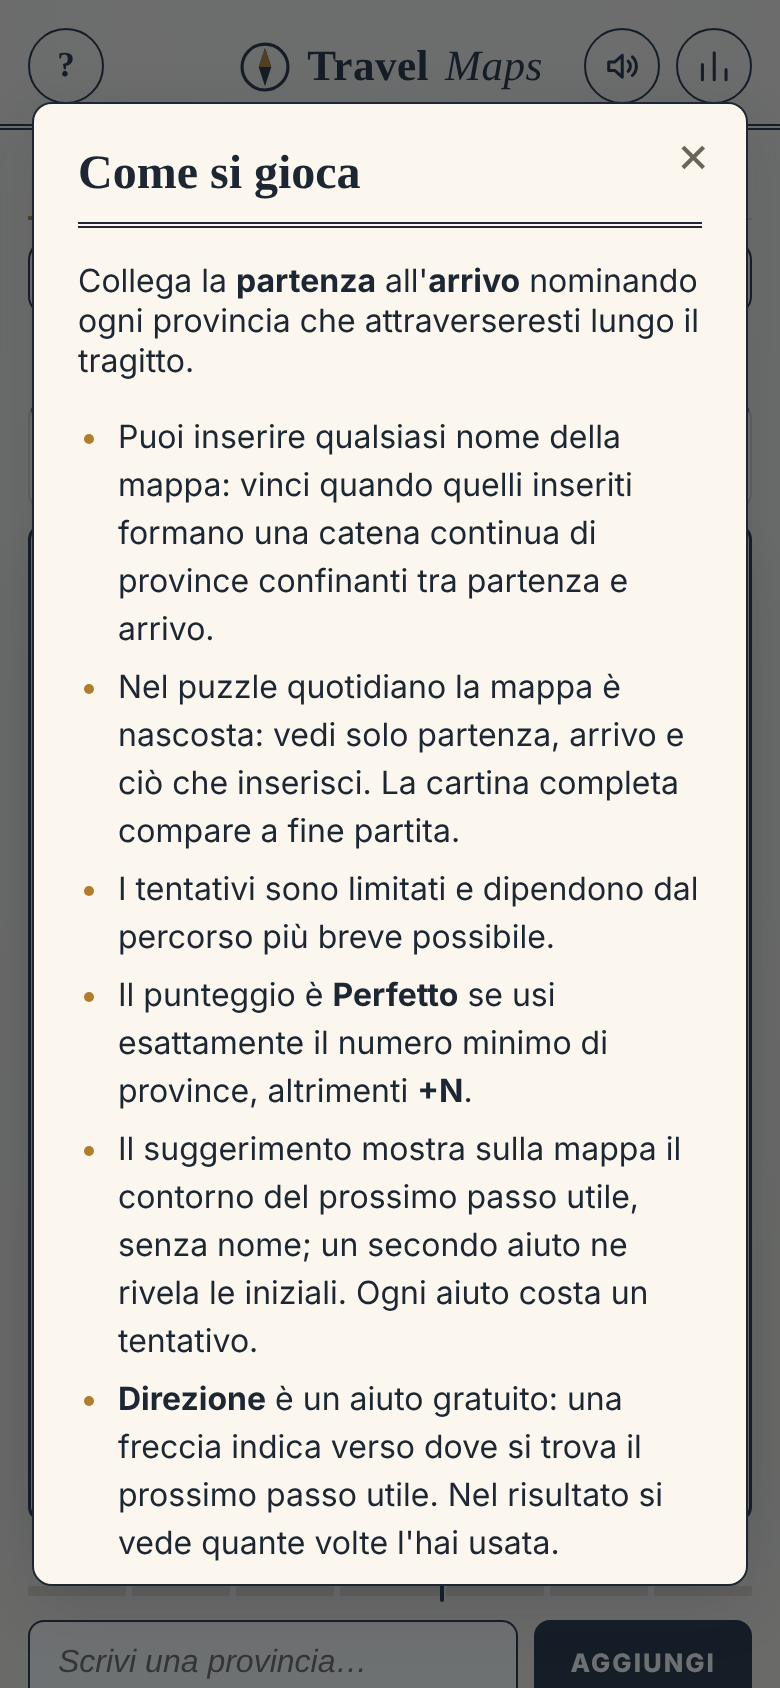 ?
Travel Maps
Come si gioca
×
Collega la partenza all'arrivo nominando
ogni provincia che attraverseresti lungo il
tragitto.
• Puoi inserire qualsiasi nome della
mappa: vinci quando quelli inseriti
formano una catena continua di
province confinanti tra partenza e
arrivo.
• Nel puzzle quotidiano la mappa è
nascosta: vedi solo partenza, arrivo e
ciò che inserisci. La cartina completa
compare a fine partita.
• I tentativi sono limitati e dipendono dal
percorso più breve possibile.
• Il punteggio è Perfetto se usi
esattamente il numero minimo di
province, altrimenti +N.
• Il suggerimento mostra sulla mappa il
contorno del prossimo passo utile,
senza nome; un secondo aiuto ne
rivela le iniziali. Ogni aiuto costa un
tentativo.
• Direzione è un aiuto gratuito: una
freccia indica verso dove si trova il
prossimo passo utile. Nel risultato si
vede quante volte l'hai usata.
Scrivi una provincia…
AGGIUNGI